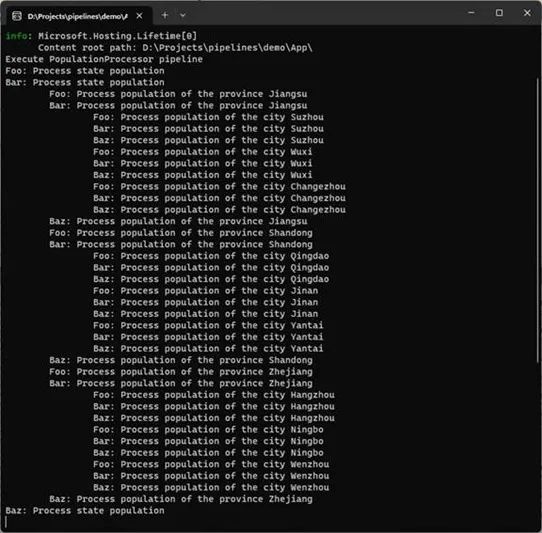 D:\Projects\pipelines\demo\A
info: Microsoft.Hosting.Lifetime[0]
Content root path: D:\Projects\pipelines\demo\App\
Execute PopulationProcessor pipeline
Foo: Process state population
Bar: Process state population
Foo: Process population of the province Jiangsu
Bar: Process population of the province Jiangsu
Foo: Process population of the city Suzhou
Bar: Process population of the city Suzhou
Baz: Process population of the city Suzhou
Foo: Process population of the city Wuxi
Bar: Process population of the city Wuxi
Baz: Process population of the city Wuxi
Foo: Process population of the city Changezhou
Bar: Process population of the city Changezhou
Baz: Process population of the city Changezhou
Baz: Process population of the province Jiangsu
Foo: Process population of the province Shandong
Bar: Process population of the province Shandong
Foo: Process population of the city Qingdao
Bar: Process population of the city Qingdao
Baz: Process population of the city Qingdao
Foo: Process population of the city Jinan
Bar: Process population of the city Jinan
Baz: Process population of the city Jinan
Foo: Process population of the city Yantai
Bar: Process population of the city Yantai
Baz: Process population of the city Yantai
Baz: Process population of the province Shandong
Foo: Process population of the province Zhejiang
Bar: Process population of the province Zhejiang
Foo: Process population of the city Hangzhou
Bar: Process population of the city Hangzhou
Baz: Process population of the city Hangzhou
Foo: Process population of the city Ningbo
Bar: Process population of the city Ningbo
Baz: Process population of the city Ningbo
Foo: Process population of the city Wenzhou
Bar: Process population of the city Wenzhou
Baz: Process population of the city Wenzhou
Baz: Process population of the province Zhejiang
Baz: Process state population